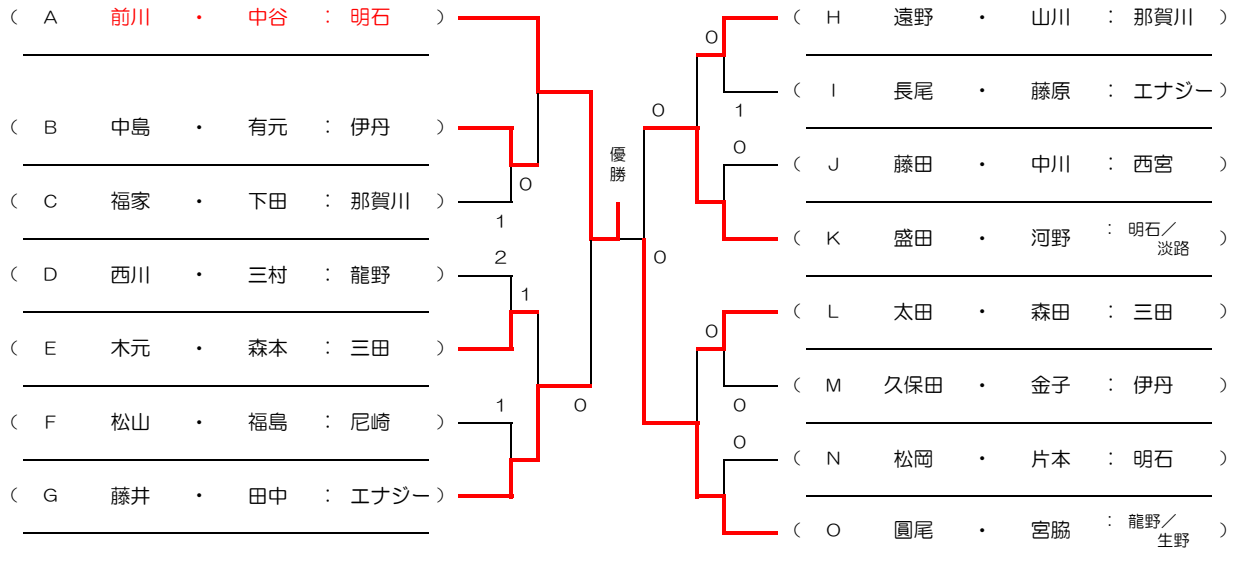 （ A 前川 ・ 中谷 ： 明石 ）
（ B 中島 ・ 有元 ： 伊丹 ）
（ C 福家 ・ 下田 ： 那賀川 ）
（ D 西川 ・ 三村 ： 龍野 ）
（ E 木元 ・ 森本 ： 三田 ）
（ F 松山 ・ 福島 ： 尼崎 ）
（ G 藤井 ・ 田中 ： エナジー ）
0
1
2
1
1
0
優勝
0
0
0
1
0
0
0
0
（ H 遠野 ・ 山川 ： 那賀川 ）
（ I 長尾 ・ 藤原 ： エナジー ）
（ J 藤田 ・ 中川 ： 西宮 ）
（ K 盛田 ・ 河野 ： 明石／
淡路 ）
（ L 太田 ・ 森田 ： 三田 ）
（ M 久保田 ・ 金子 ： 伊丹 ）
（ N 松岡 ・ 片本 ： 明石 ）
（ O 圓尾 ・ 宮脇 ： 龍野／
生野 ）